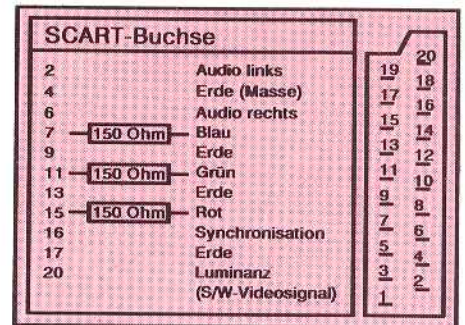 SCART-Buchse
2 Audio links
4 Erde (Masse)
6 Audio rechts
7 150 Ohm Blau
9 Erde
11 150 Ohm Grün
13 Erde
15 150 Ohm Rot
16 Synchronisation
17 Erde
20 Luminanz
(S/W-Videosignal)
20
19
18
17
16
15
14
13
12
11
10
9
8
7
6
5
4
3
2
1